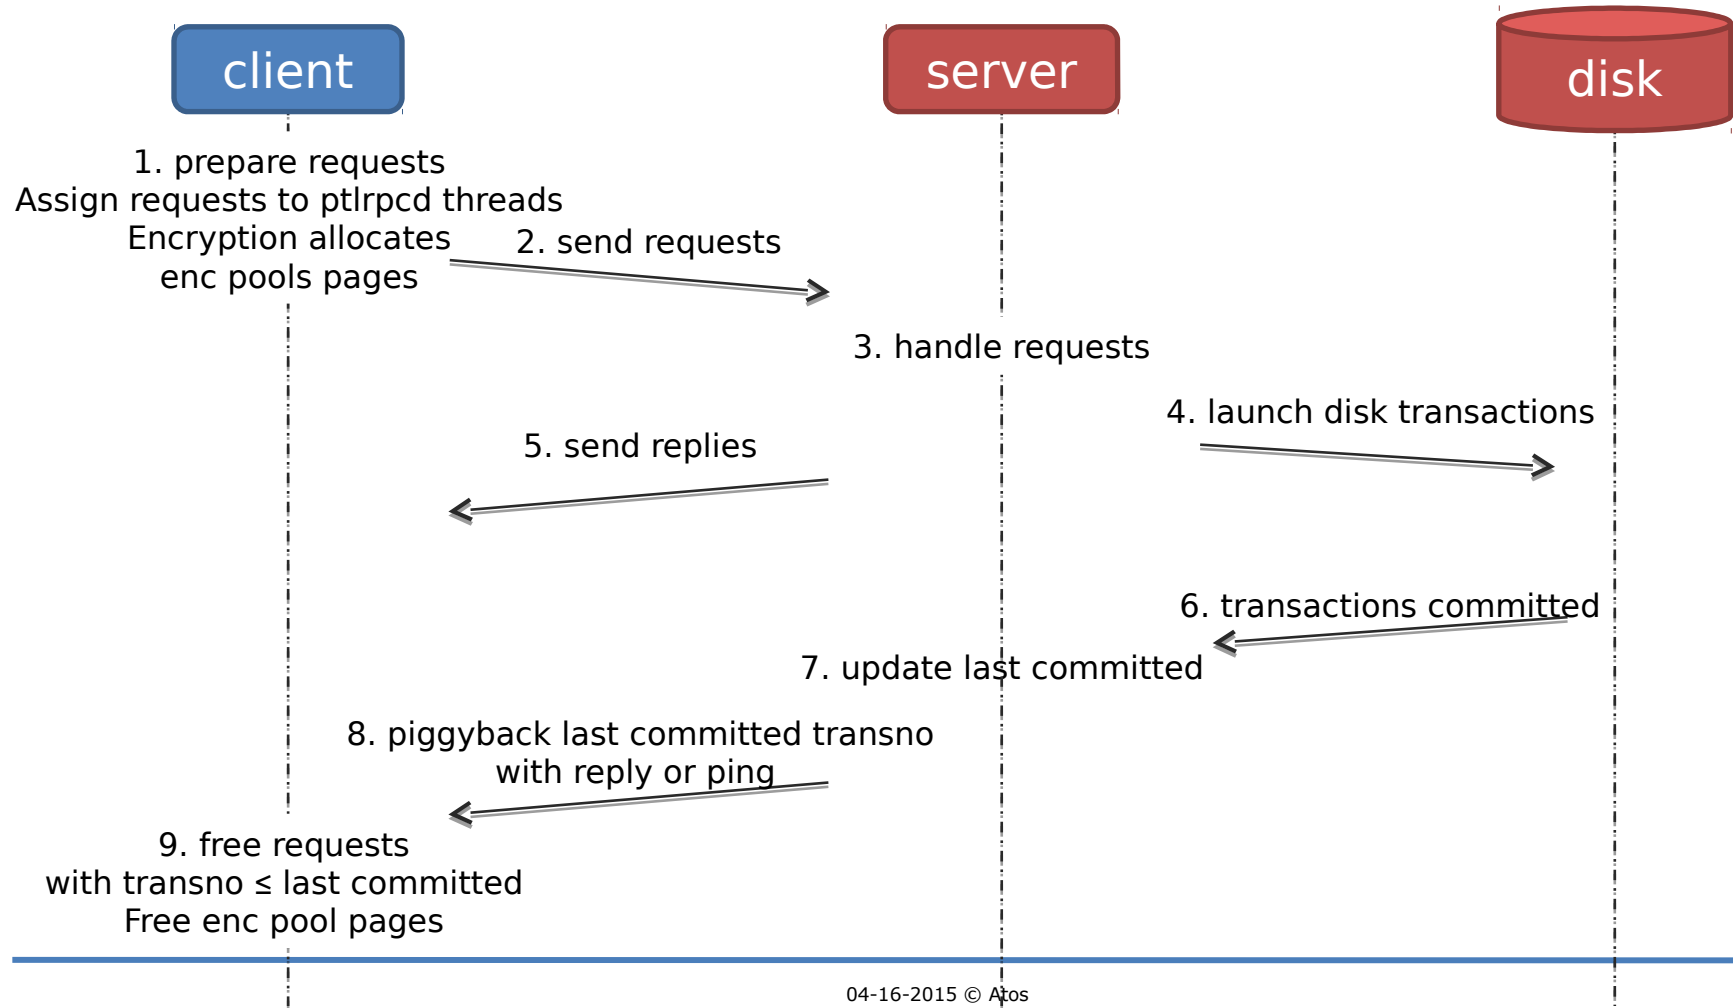 client
server
disk
1. prepare requests
Assign requests to ptlrpcd threads
Encryption allocates
enc pools pages
2. send requests
3. handle requests
4. launch disk transactions
5. send replies
6. transactions committed
7. update last committed
8. piggyback last committed transno
with reply or ping
9. free requests
with transno ≤ last committed
Free enc pool pages
04-16-2015 © Atos